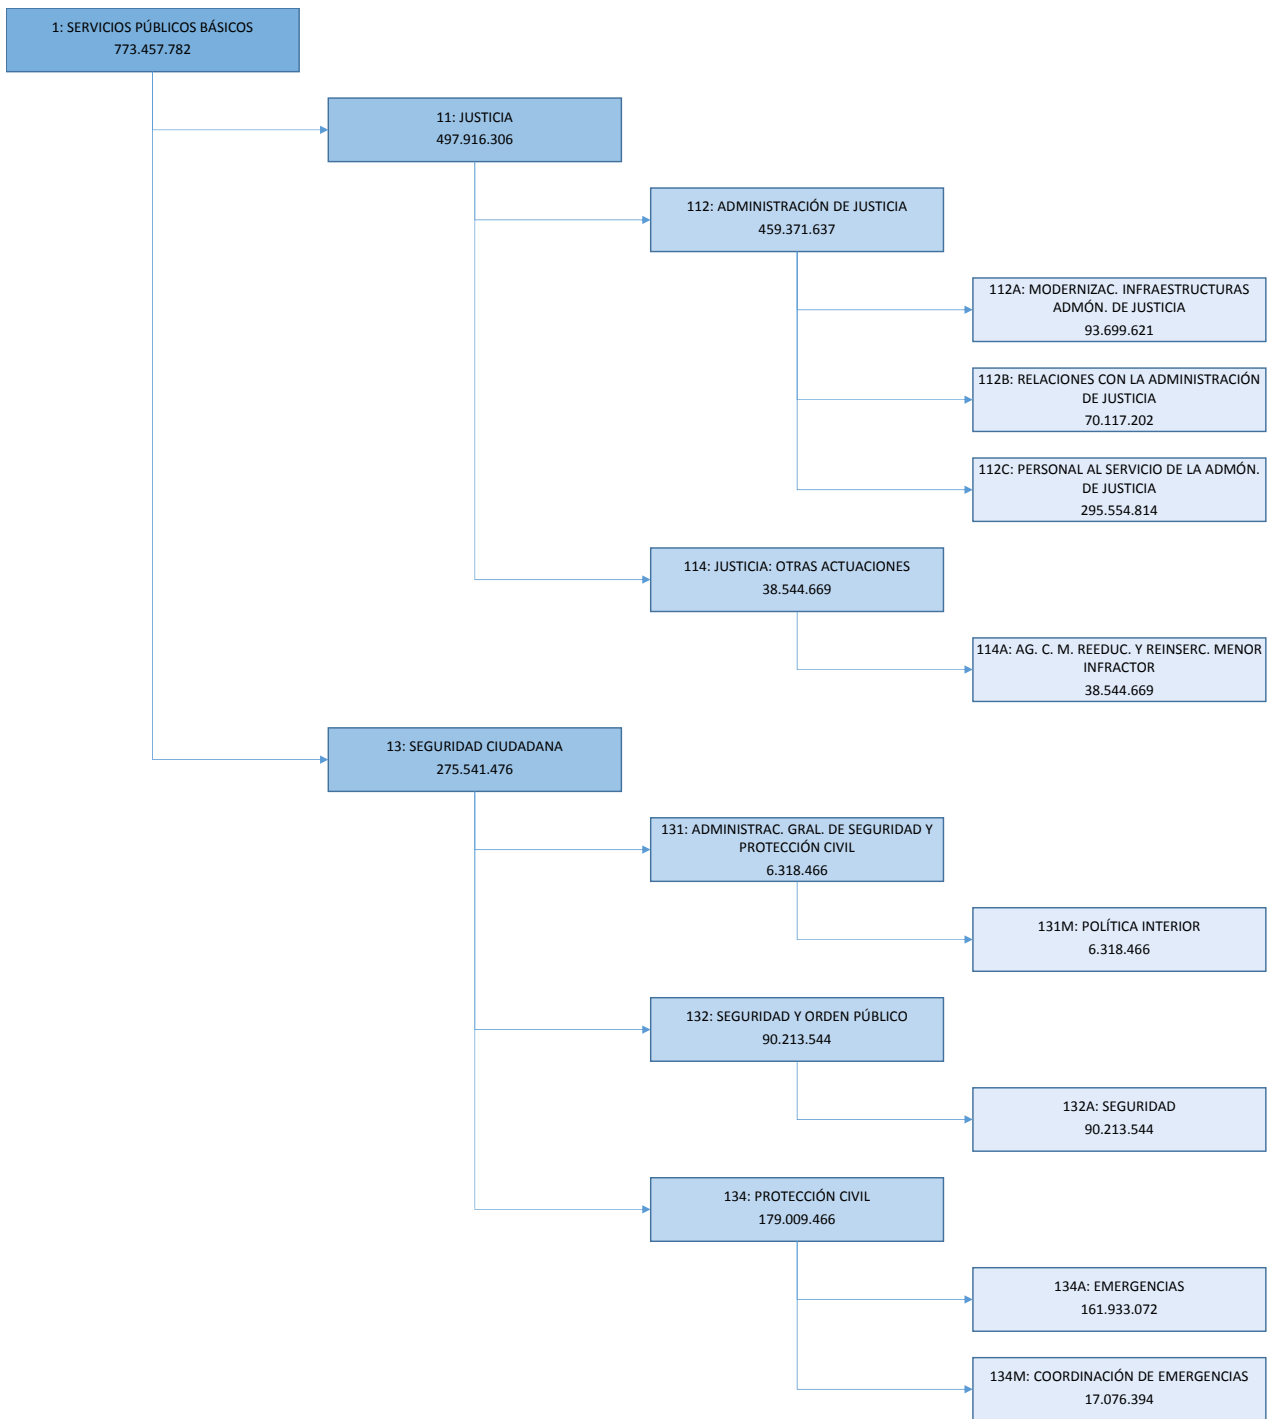 1: SERVICIOS PÚBLICOS BÁSICOS
773.457.782
11: JUSTICIA
497.916.306
112: ADMINISTRACIÓN DE JUSTICIA
459.371.637
112A: MODERNIZAC. INFRAESTRUCTURAS
ADMÓN. DE JUSTICIA
93.699.621
112B: RELACIONES CON LA ADMINISTRACIÓN
DE JUSTICIA
70.117.202
112C: PERSONAL AL SERVICIO DE LA ADMÓN.
DE JUSTICIA
295.554.814
114: JUSTICIA: OTRAS ACTUACIONES
38.544.669
114A: AG. C. M. REEDUC. Y REINSERC. MENOR
INFRACTOR
38.544.669
13: SEGURIDAD CIUDADANA
275.541.476
131: ADMINISTRAC. GRAL. DE SEGURIDAD Y
PROTECCIÓN CIVIL
6.318.466
131M: POLÍTICA INTERIOR
6.318.466
132: SEGURIDAD Y ORDEN PÚBLICO
90.213.544
132A: SEGURIDAD
90.213.544
134: PROTECCIÓN CIVIL
179.009.466
134A: EMERGENCIAS
161.933.072
134M: COORDINACIÓN DE EMERGENCIAS
17.076.394